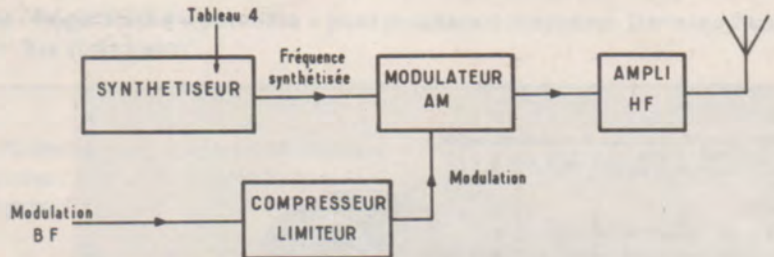 Tableau 4
SYNTHETISEUR
Fréquence
synthétisée
MODULATEUR
AM
AMPLI
HF
Modulation
BF
COMPRESSEUR
LIMITEUR
Modulation